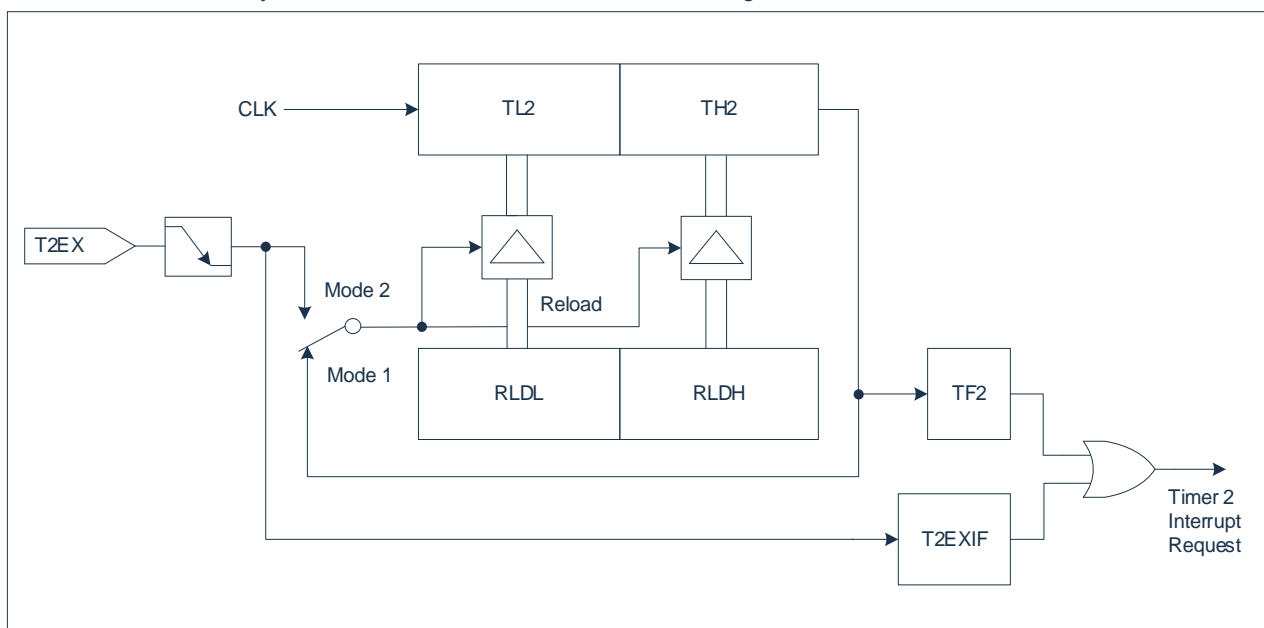 CLK
TL2
TH2
T2EX
Mode 2
Reload
Mode 1
RLDL
RLDH
TF2
T2EXIF
Timer 2
Interrupt
Request